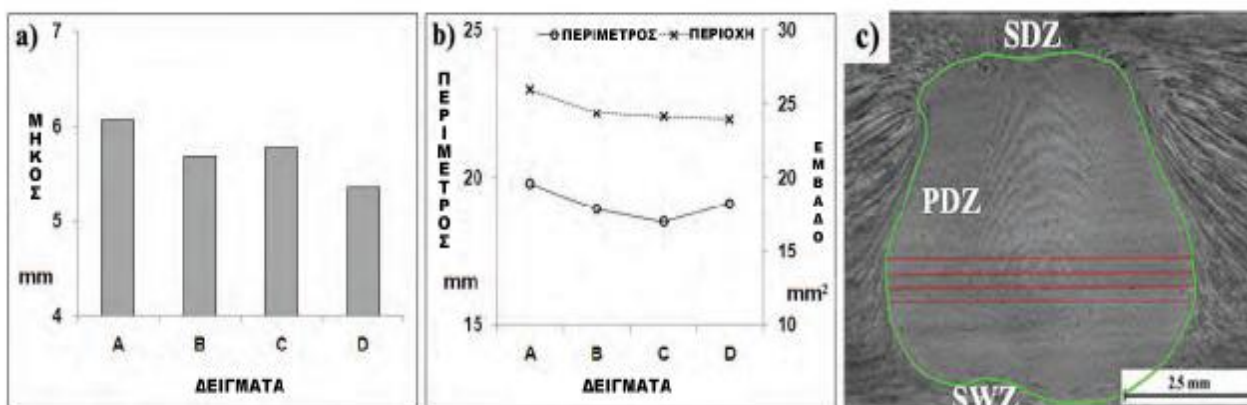 a)
7
6
5
4
ΜΗΚΟΣ
mm
A B C D
ΔΕΙΓΜΑΤΑ
b)
ΠΕΡΙΜΕΤΡΟΣ ΠΕΡΙΟΧΗ
25
20
15
ΠΕΡΙΜΕΤΡΟΣ
mm
30
25
20
15
10
ΕΜΒΑΔΟ
mm²
A B C D
ΔΕΙΓΜΑΤΑ
c)
SDZ
PDZ
SWZ
2.5 mm